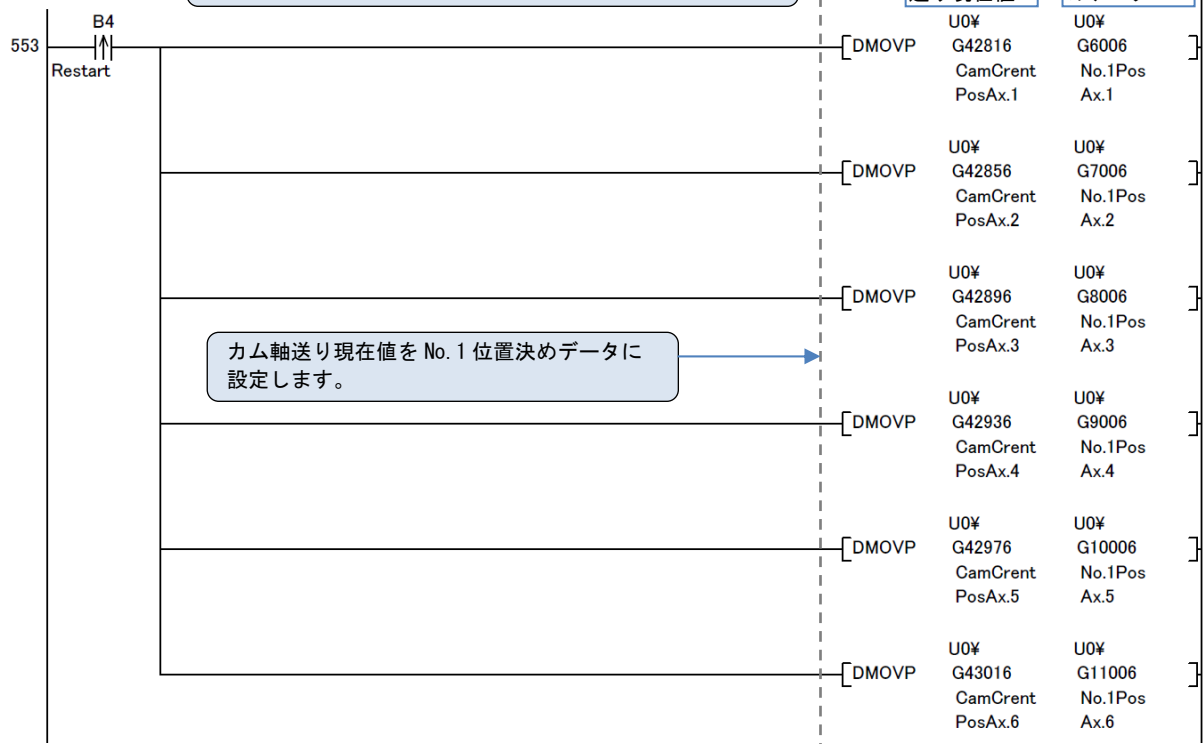 送り現在値
U0¥ U0¥
B4
553 [DMOVP G42816 G6006 ]
Restart CamCrent No.1Pos
PosAx.1 Ax.1
U0¥ U0¥
[DMOVP G42856 G7006 ]
CamCrent No.1Pos
PosAx.2 Ax.2
U0¥ U0¥
[DMOVP G42896 G8006 ]
CamCrent No.1Pos
PosAx.3 Ax.3
カム軸送り現在値を No.1 位置決めデータに
設定します。
U0¥ U0¥
[DMOVP G42936 G9006 ]
CamCrent No.1Pos
PosAx.4 Ax.4
U0¥ U0¥
[DMOVP G42976 G10006 ]
CamCrent No.1Pos
PosAx.5 Ax.5
U0¥ U0¥
[DMOVP G43016 G11006 ]
CamCrent No.1Pos
PosAx.6 Ax.6